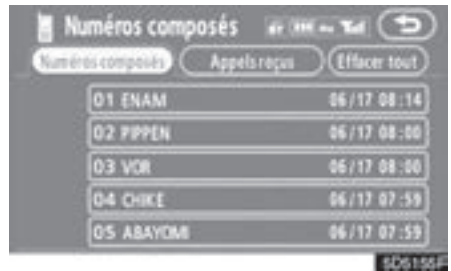 Numéros composés
Numéros composés Appels reçus Effacer tout
01 ENAM 06/17 08:14
02 PIPPEN 06/17 08:00
03 VOR 06/17 08:00
04 CHIKE 06/17 07:59
05 ABAYOMI 06/17 07:59